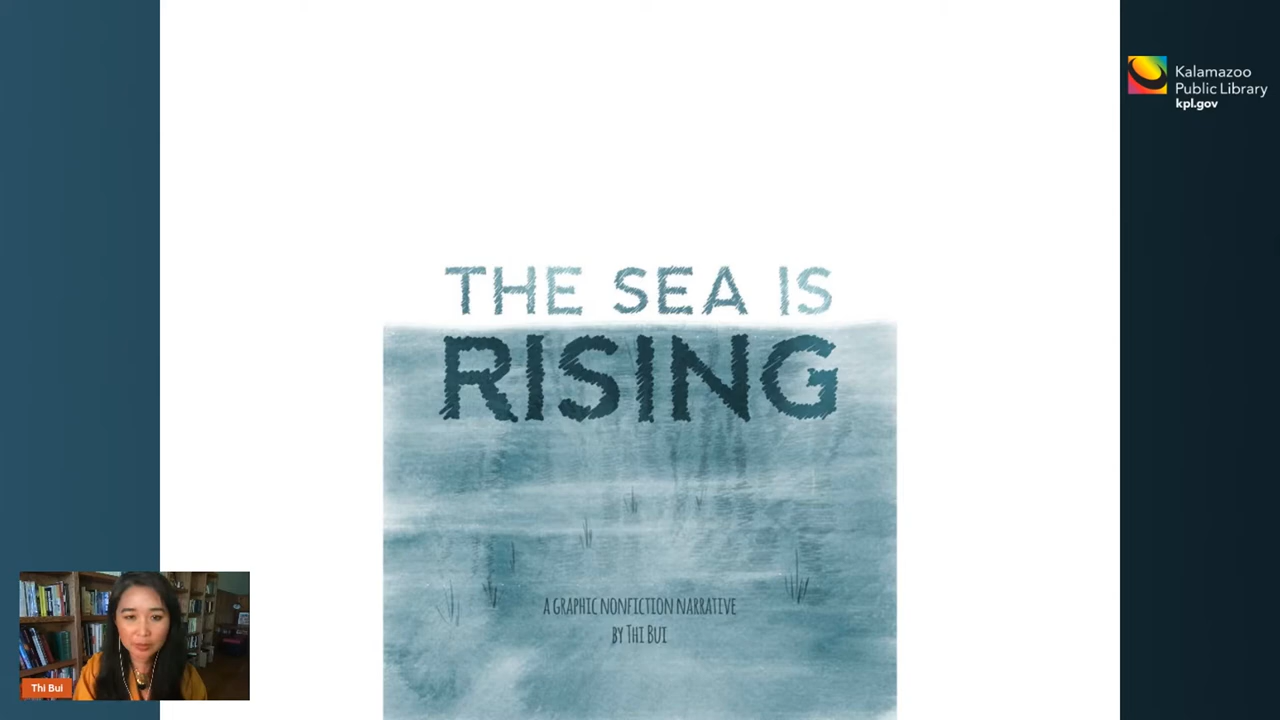 Kalamazoo
Public Library
kpl.gov
THE SEA IS
RISING
A GRAPHIC NONFICTION NARRATIVE
BY THI BUI
Thi Bui